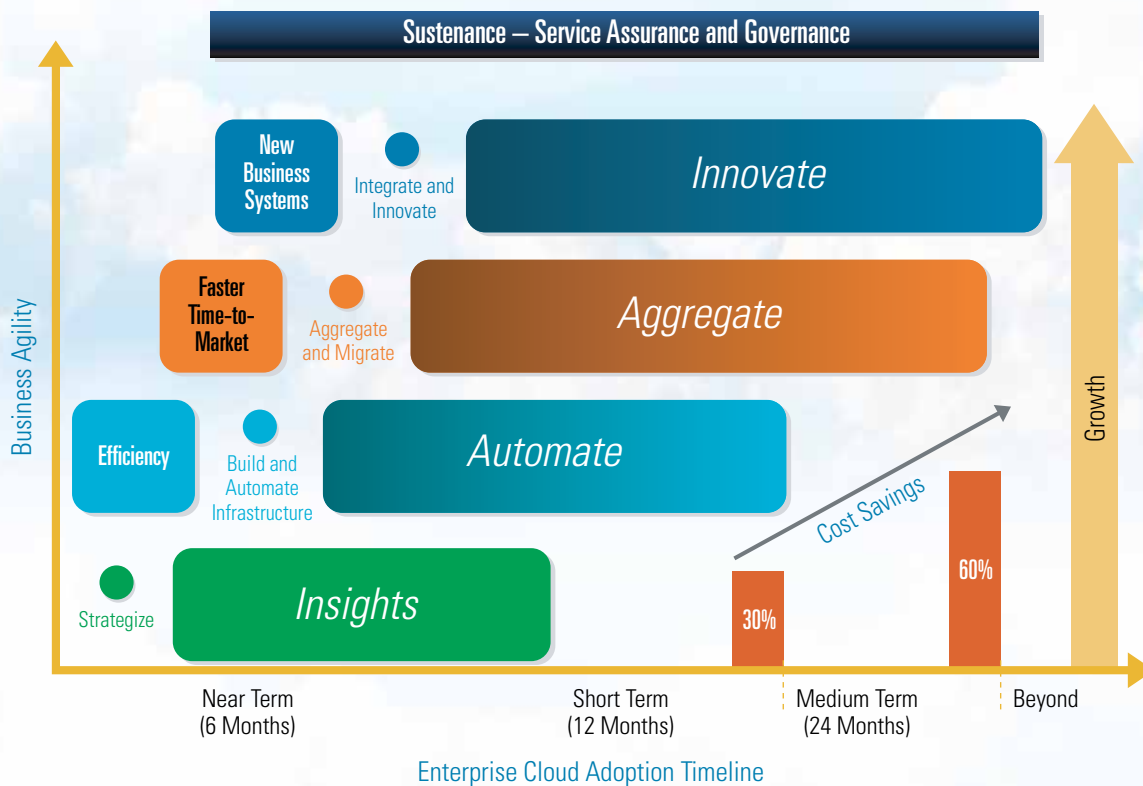 Sustenance – Service Assurance and Governance
New
Business
Systems
Integrate and
Innovate
Innovate
Faster
Time-to-
Market
Aggregate
and Migrate
Aggregate
Efficiency
Build and
Automate
Infrastructure
Automate
Strategize
Insights
Cost Savings
30%
60%
Growth
Business Agility
Near Term
(6 Months)
Short Term
(12 Months)
Medium Term
(24 Months)
Beyond
Enterprise Cloud Adoption Timeline